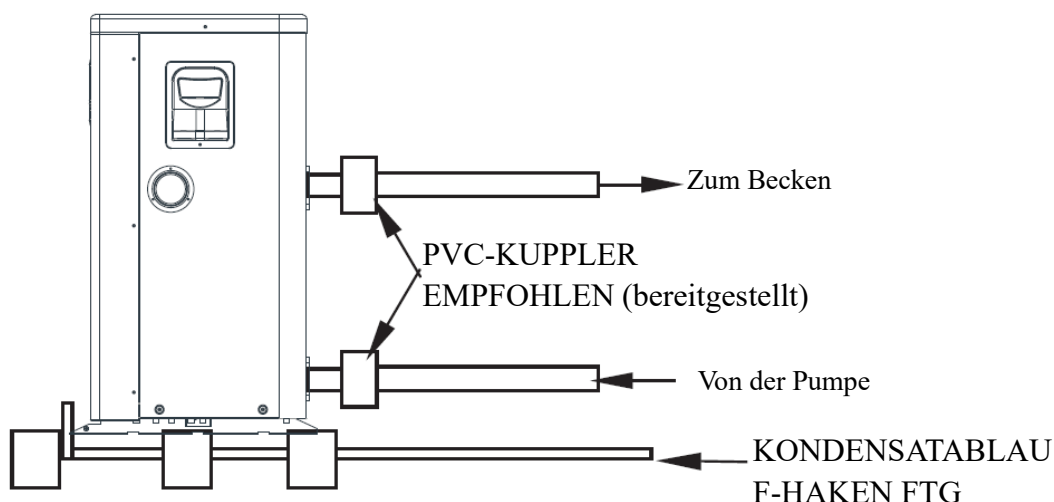 Zum Becken
PVC-KUPPLER
EMPFOHLEN (bereitgestellt)
Von der Pumpe
KONDENSATABLAU
F-HAKEN FTG